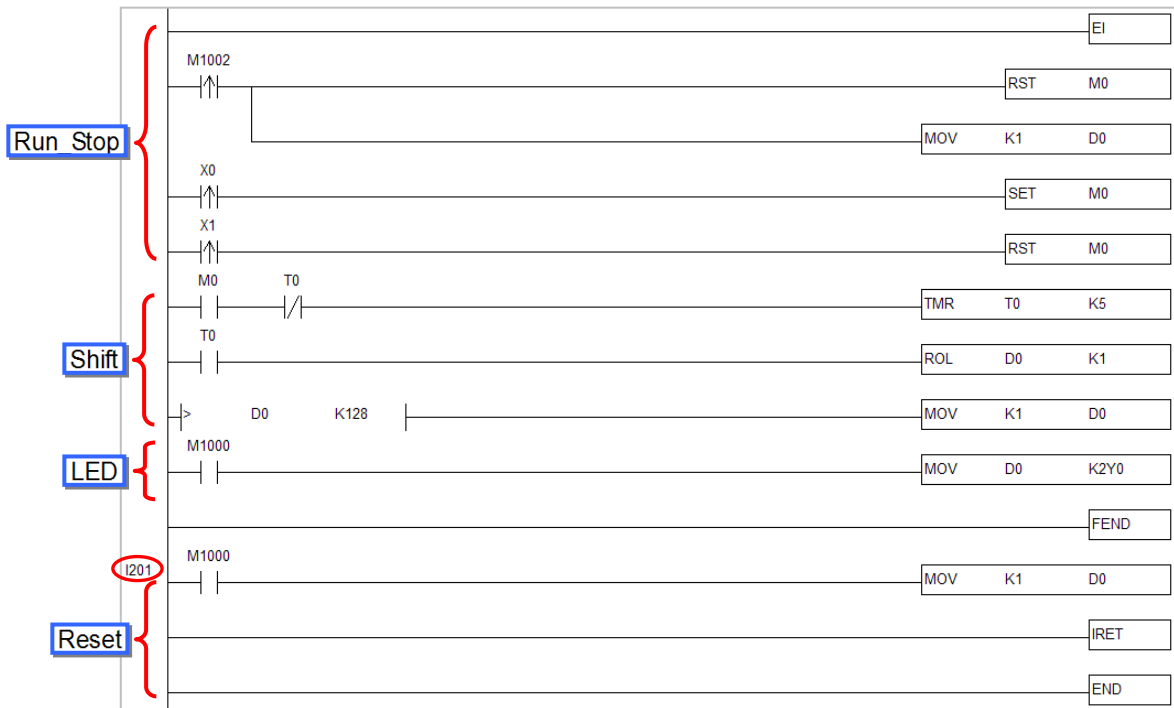 EI
M1002
RST M0
Run_Stop
MOV K1 D0
X0
SET M0
X1
RST M0
M0 T0
TMR T0 K5
T0
Shift
ROL D0 K1
> D0 K128 MOV K1 D0
M1000
LED
MOV D0 K2Y0
FEND
M1000
I201
MOV K1 D0
Reset
IRET
END